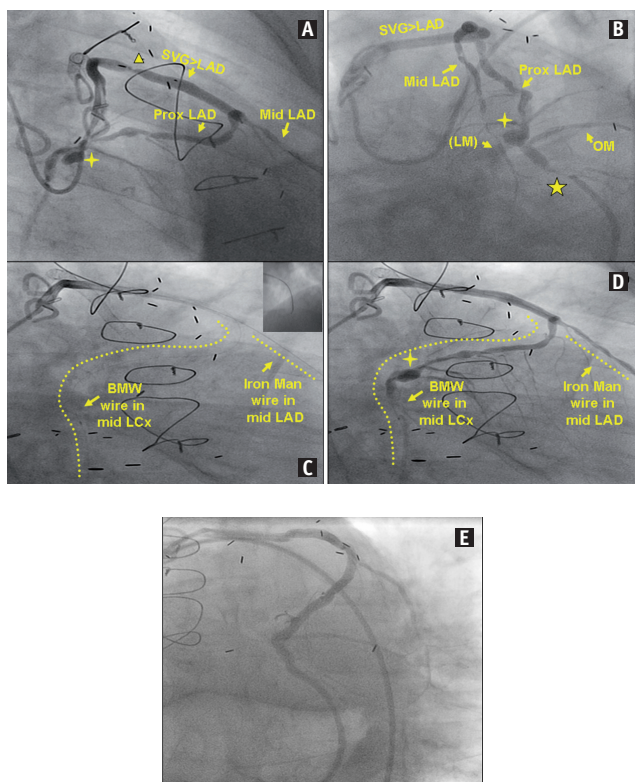 A
SVG>LAD
Prox LAD
Mid LAD
B
SVG>LAD
Mid LAD
Prox LAD
(LM)
OM
C
BMW
wire in
mid LCx
Iron Man
wire in
mid LAD
D
BMW
wire in
mid LCx
Iron Man
wire in
mid LAD
E